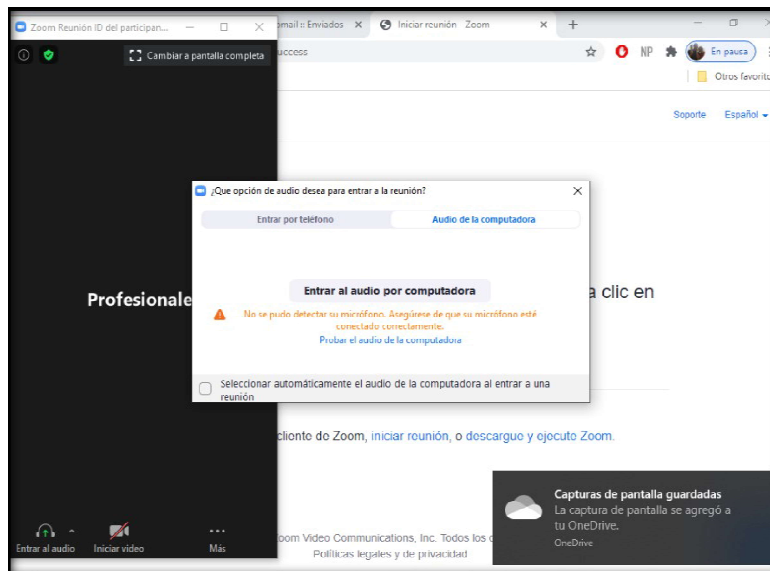 Zoom Reunión ID del participan...
Gmail :: Enviados
Iniciar reunión - Zoom
Cambiar a pantalla completa
uccess
NP
En pausa
Otros favorito
Soporte Español
¿Que opción de audio desea para entrar a la reunión?
Entrar por teléfono
Audio de la computadora
Entrar al audio por computadora
a clic en
Profesionale
No se pudo detectar su micrófono. Asegúrese de que su micrófono esté
conectado correctamente.
Probar el audio de la computadora
Seleccionar automáticamente el audio de la computadora al entrar a una
reunión
cliente de Zoom, iniciar reunión, o descargue y ejecute Zoom.
Capturas de pantalla guardadas
La captura de pantalla se agregó a
tu OneDrive.
OneDrive
Entrar al audio
Iniciar video
Más
oom Video Communications, Inc. Todos los
Políticas legales y de privacidad